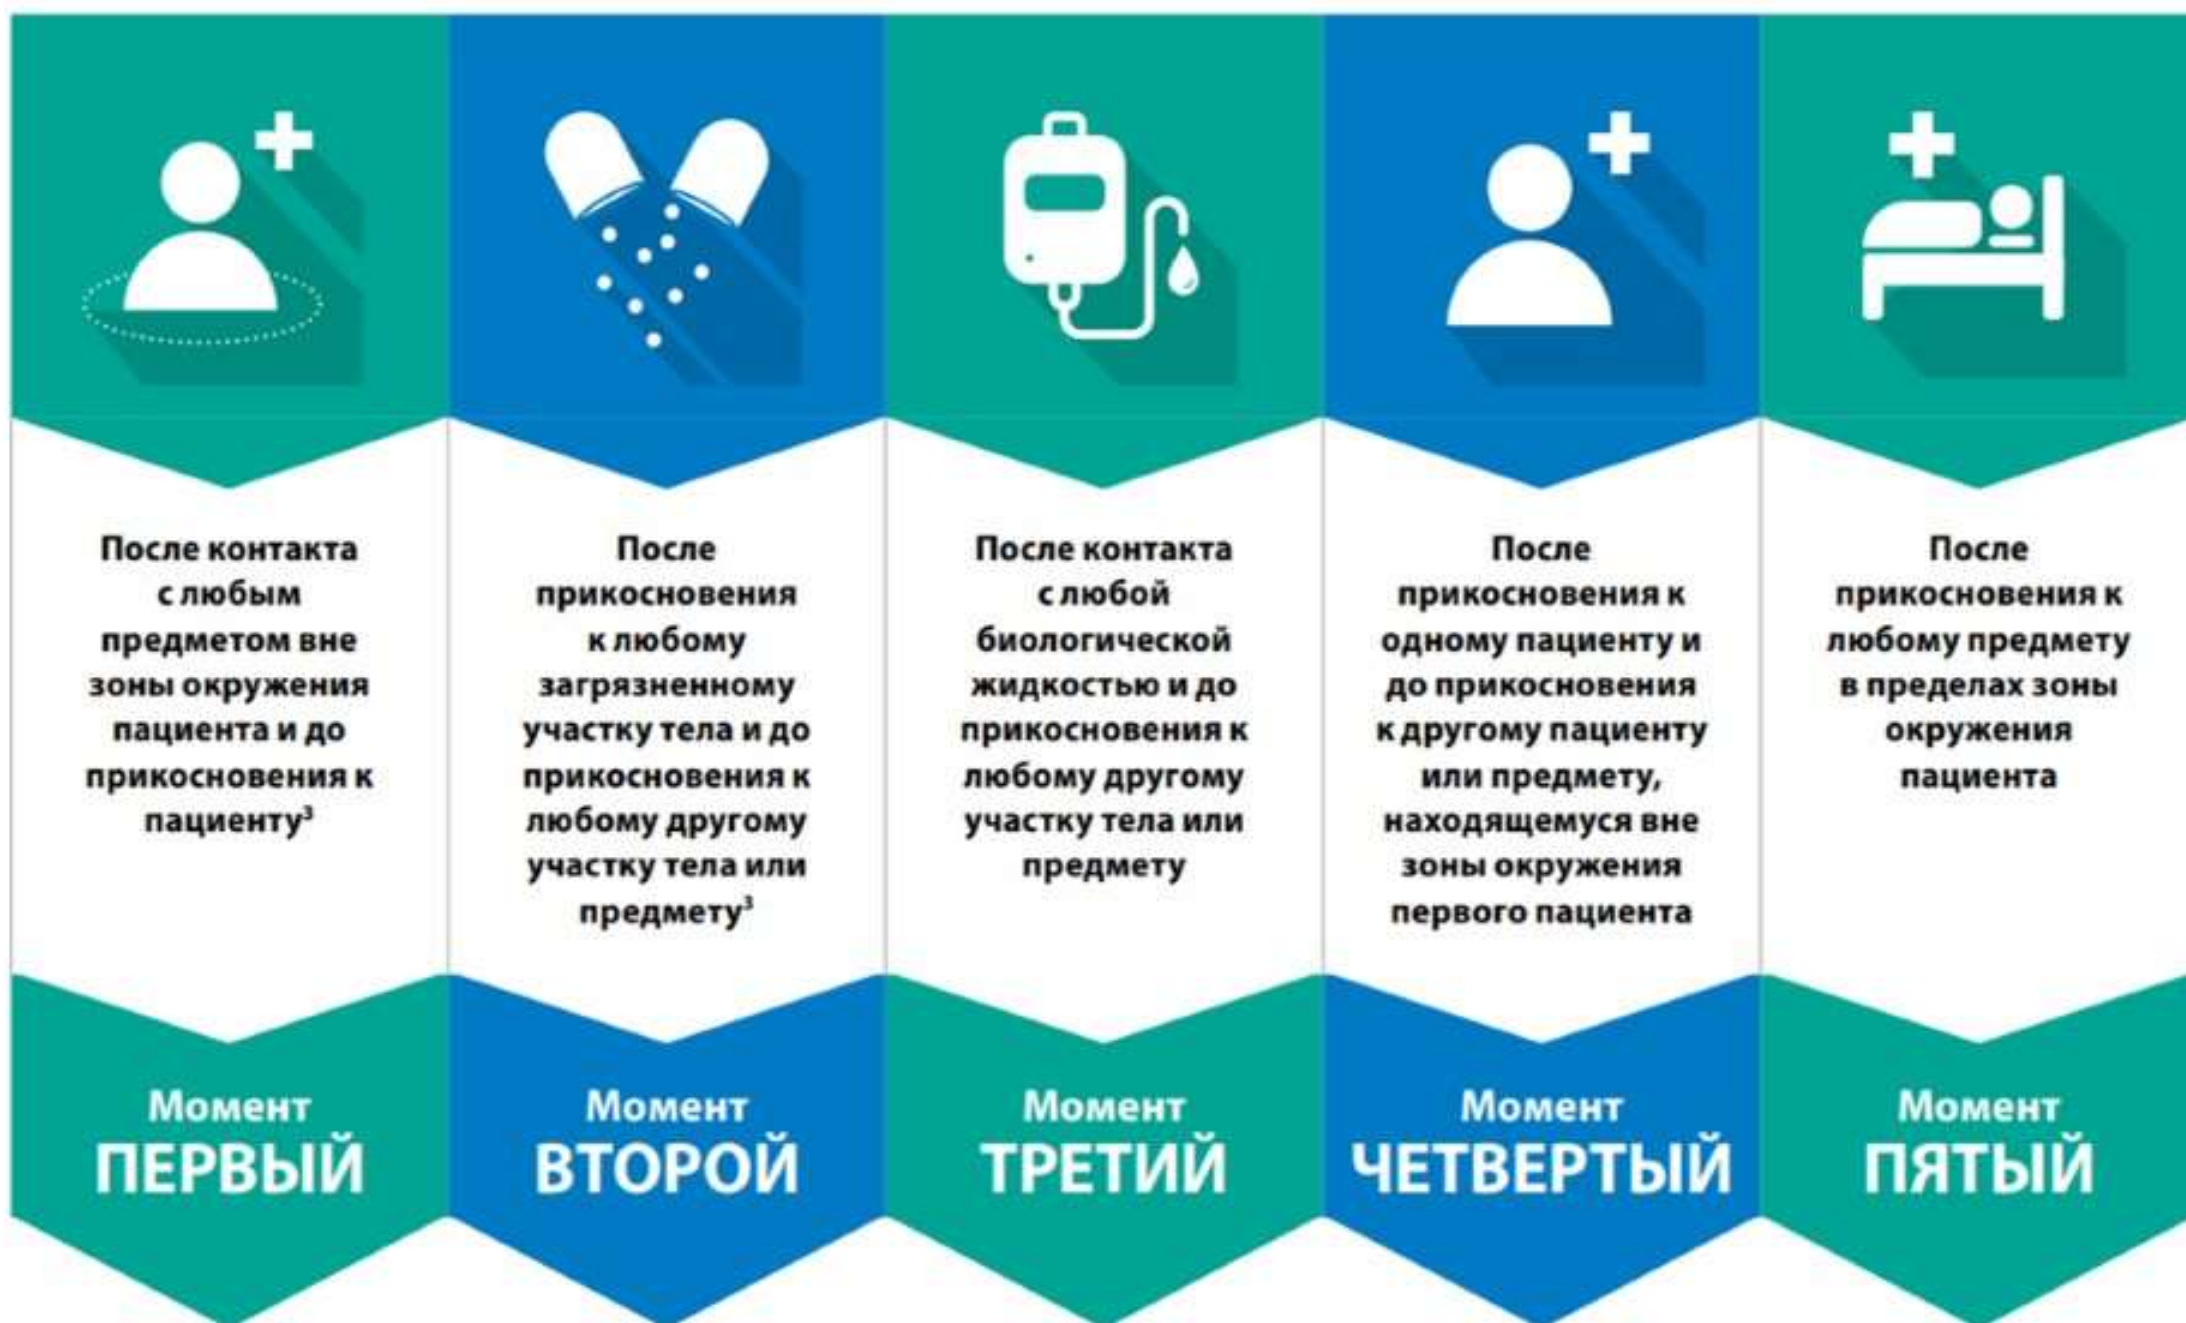 После контакта
с любым
предметом вне
зоны окружения
пациента и до
прикосновения к
пациенту³
После
прикосновения
к любому
загрязненному
участку тела и до
прикосновения к
любому другому
участку тела или
предмету³
После контакта
с любой
биологической
жидкостью и до
прикосновения к
любому другому
участку тела или
предмету
После
прикосновения к
одному пациенту и
до прикосновения
к другому пациенту
или предмету,
находящемуся вне
зоны окружения
первого пациента
После
прикосновения к
любому предмету
в пределах зоны
окружения
пациента
Момент
ПЕРВЫЙ
Момент
ВТОРОЙ
Момент
ТРЕТИЙ
Момент
ЧЕТВЕРТЫЙ
Момент
ПЯТЫЙ